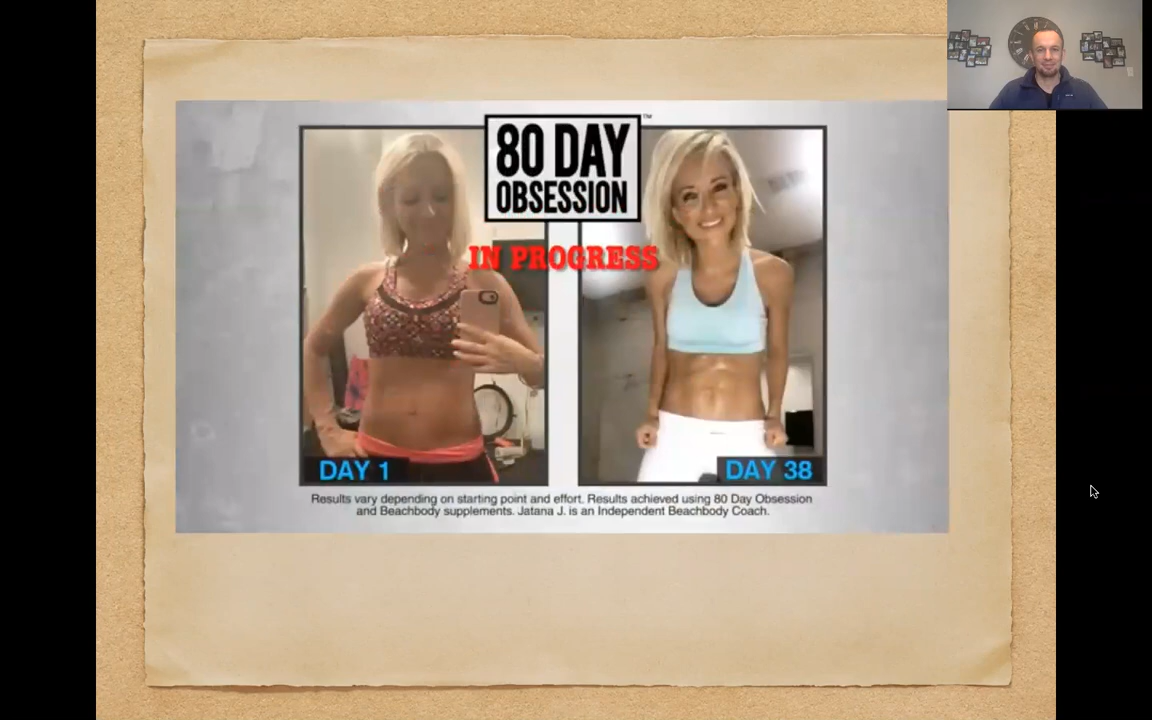 80 DAY
OBSESSION
™
IN PROGRESS
DAY 1
DAY 38
Results vary depending on starting point and effort. Results achieved using 80 Day Obsession
and Beachbody supplements. Jatana J. is an Independent Beachbody Coach.